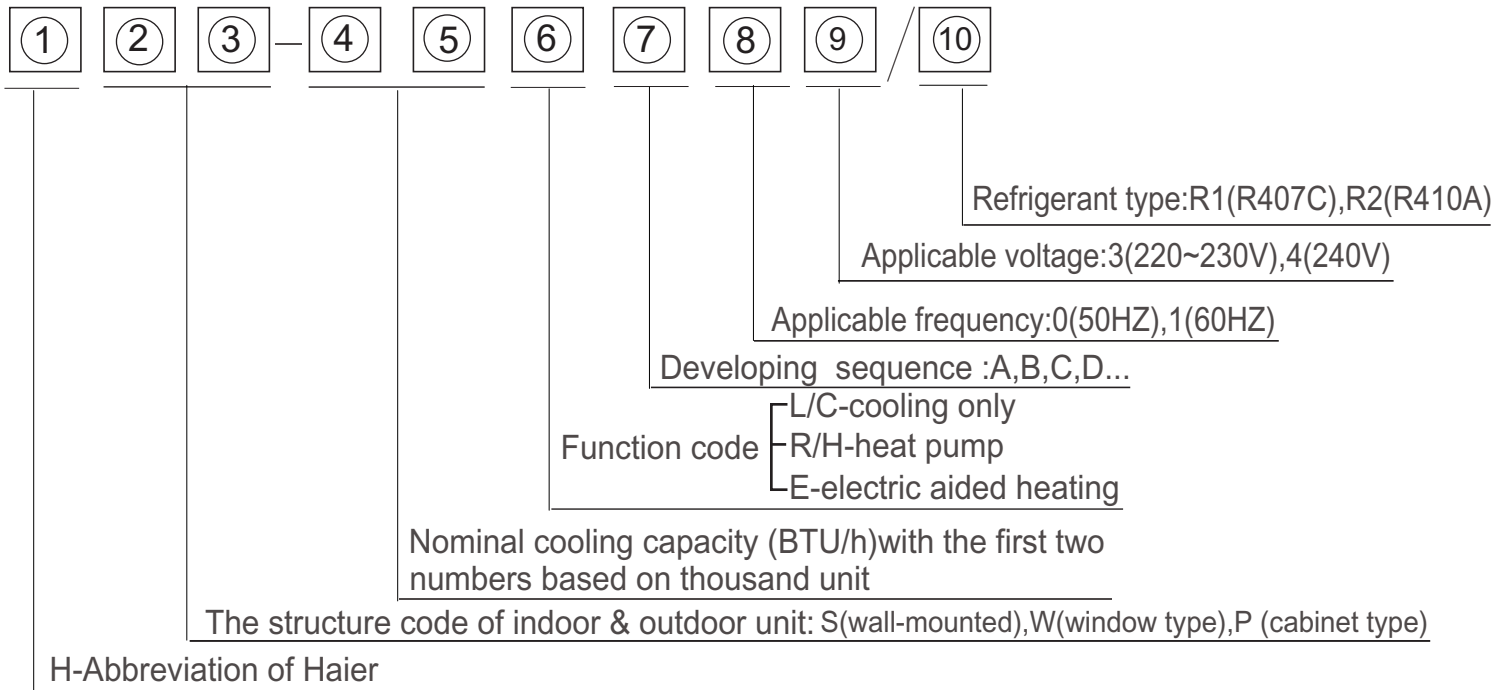 ① ② ③ — ④ ⑤ ⑥ ⑦ ⑧ ⑨ / ⑩
Refrigerant type:R1(R407C),R2(R410A)
Applicable voltage:3(220~230V),4(240V)
Applicable frequency:0(50HZ),1(60HZ)
Developing sequence :A,B,C,D...
L/C-cooling only
Function code
R/H-heat pump
E-electric aided heating
Nominal cooling capacity (BTU/h)with the first two
numbers based on thousand unit
The structure code of indoor & outdoor unit: S(wall-mounted),W(window type),P (cabinet type)
H-Abbreviation of Haier